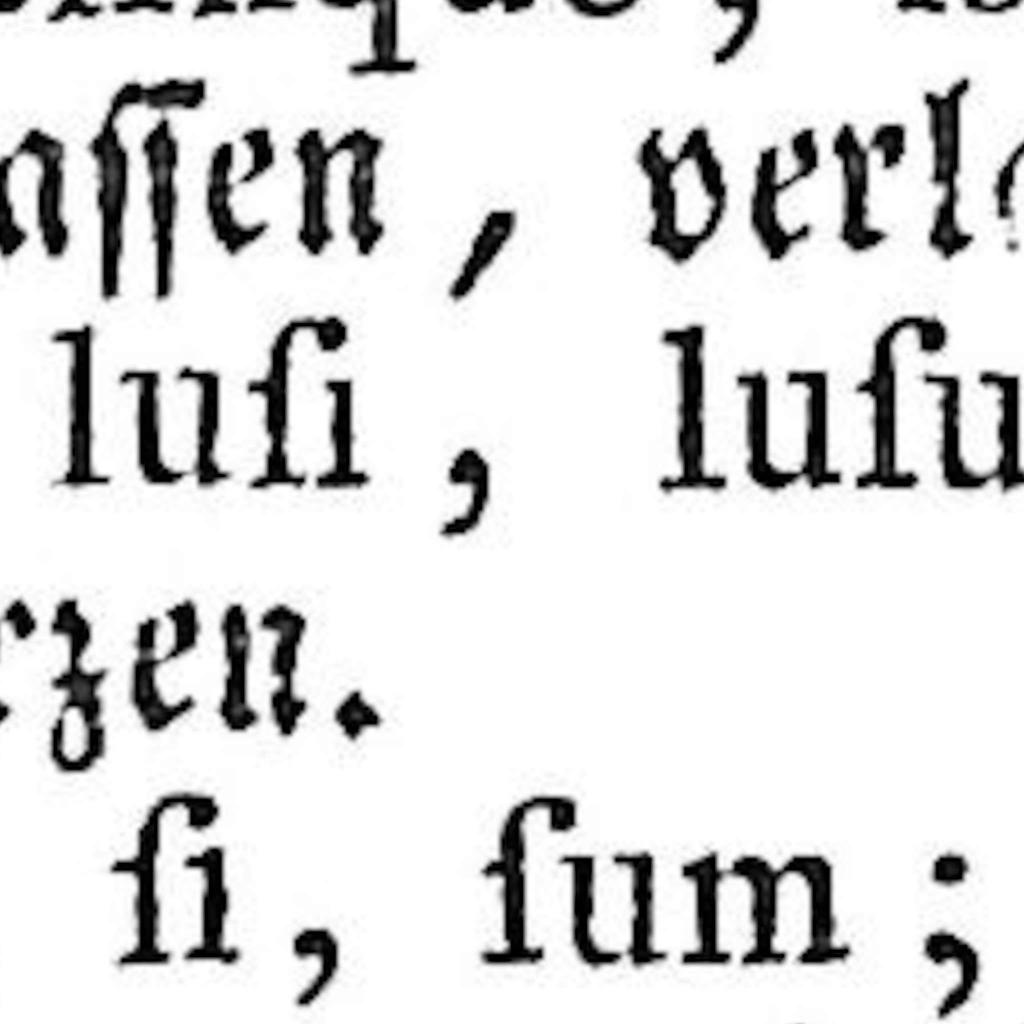 aſſen, verl
luſi, luſu
rzen.
ſi, ſum;